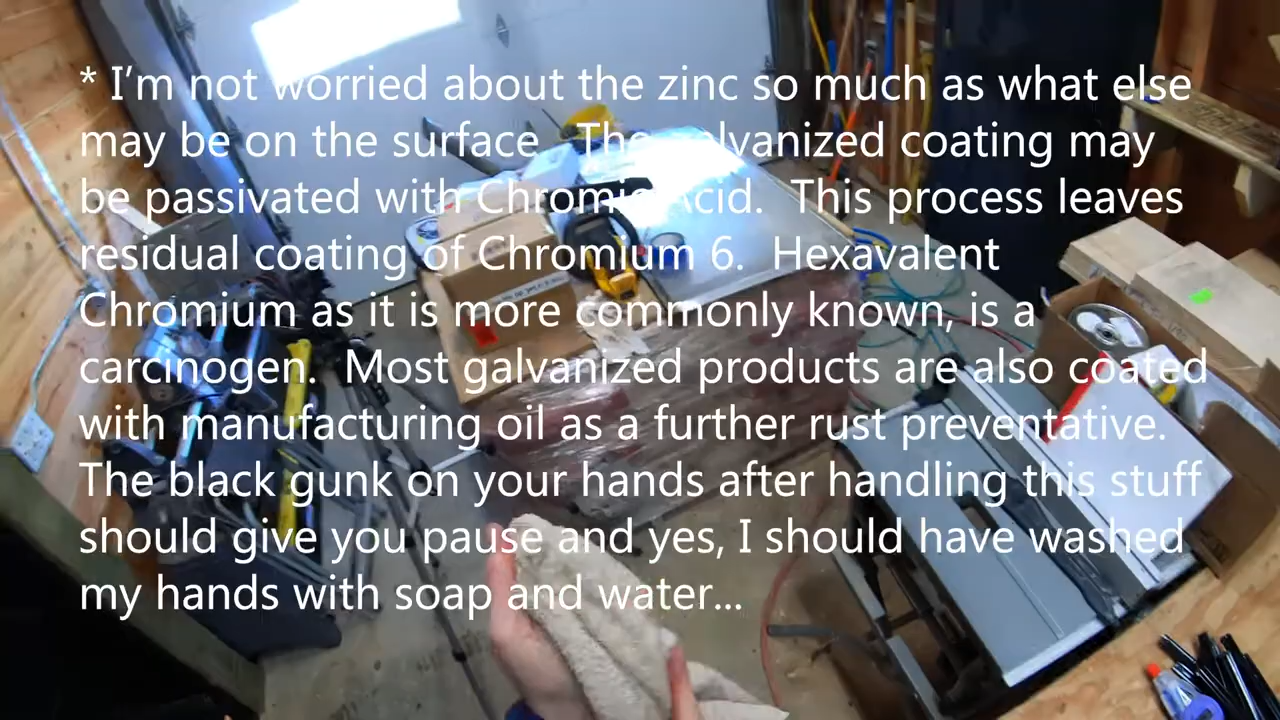 * I’m not worried about the zinc so much as what else
may be on the surface. The galvanized coating may
be passivated with Chromic Acid. This process leaves
residual coating of Chromium 6. Hexavalent
Chromium as it is more commonly known, is a
carcinogen. Most galvanized products are also coated
with manufacturing oil as a further rust preventative.
The black gunk on your hands after handling this stuff
should give you pause and yes, I should have washed
my hands with soap and water...